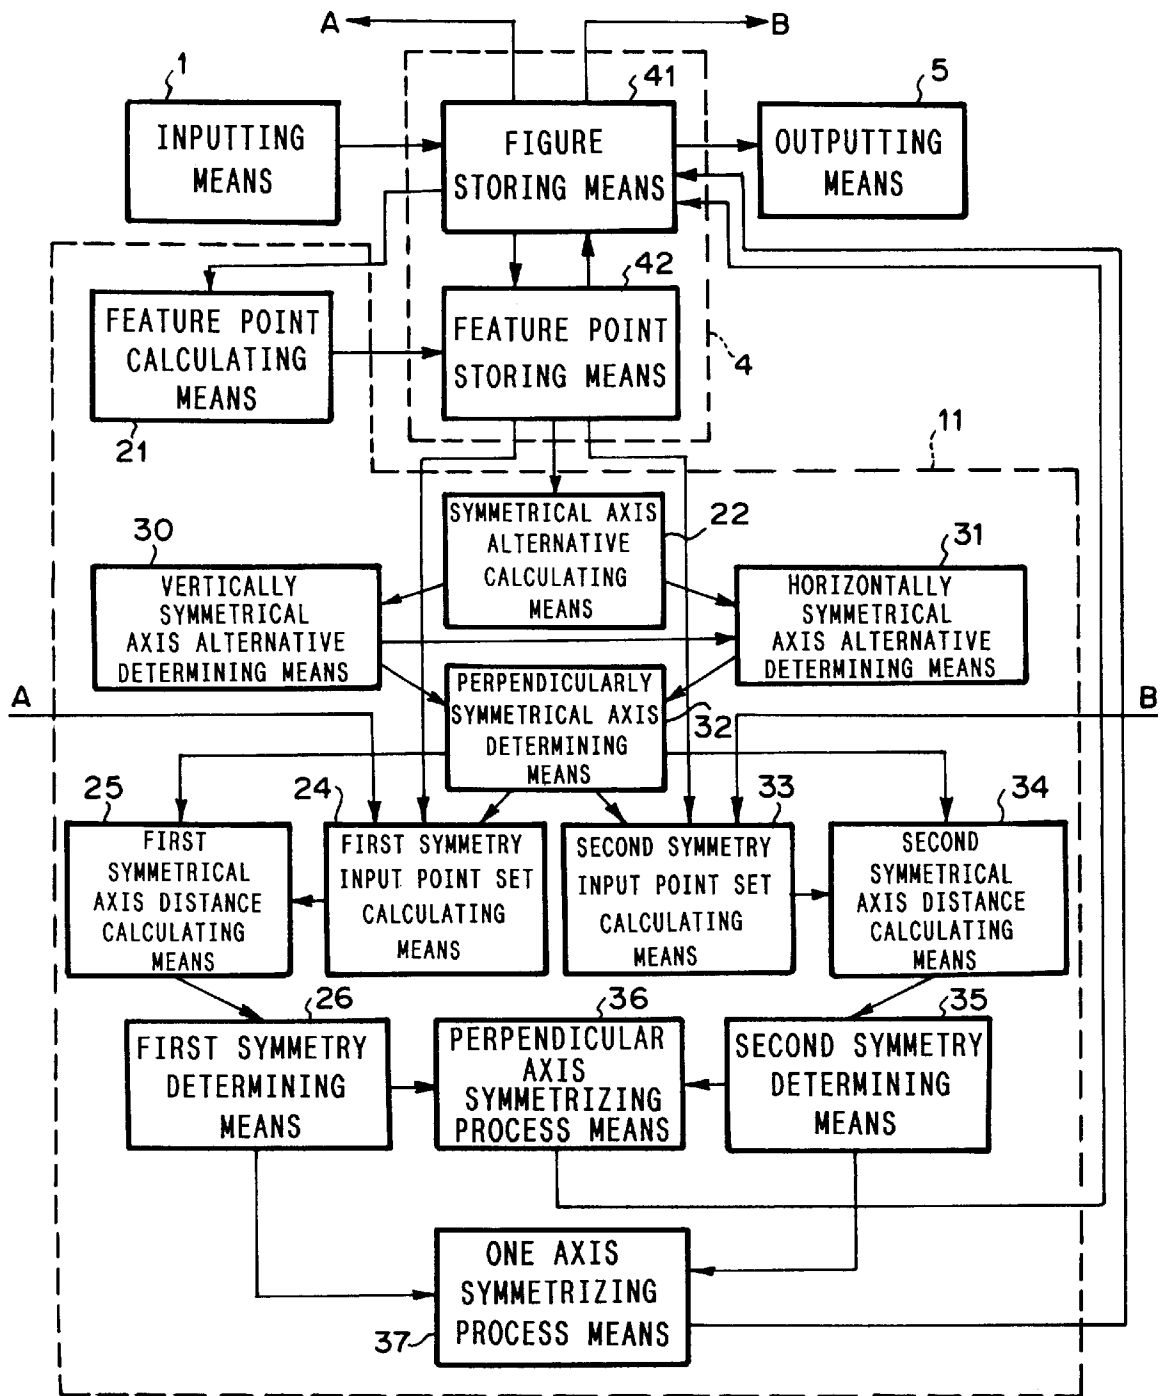 A
B
1
41
5
INPUTTING
MEANS
FIGURE
STORING MEANS
OUTPUTTING
MEANS
42
FEATURE POINT
CALCULATING
MEANS
21
FEATURE POINT
STORING MEANS
4
11
SYMMETRICAL AXIS
ALTERNATIVE
CALCULATING
MEANS
22
30
VERTICALLY
SYMMETRICAL
AXIS ALTERNATIVE
DETERMINING MEANS
31
HORIZONTALLY
SYMMETRICAL
AXIS ALTERNATIVE
DETERMINING MEANS
A
PERPENDICULARLY
SYMMETRICAL AXIS
DETERMINING
MEANS
32
B
25
24
33
34
FIRST
SYMMETRICAL
AXIS DISTANCE
CALCULATING
MEANS
FIRST SYMMETRY
INPUT POINT SET
CALCULATING
MEANS
SECOND SYMMETRY
INPUT POINT SET
CALCULATING
MEANS
SECOND
SYMMETRICAL
AXIS DISTANCE
CALCULATING
MEANS
26
36
35
FIRST SYMMETRY
DETERMINING
MEANS
PERPENDICULAR
AXIS
SYMMETRIZING
PROCESS MEANS
SECOND SYMMETRY
DETERMINING
MEANS
ONE AXIS
SYMMETRIZING
PROCESS MEANS
37